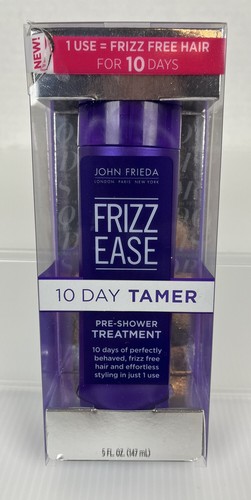 NEW!
1 USE = FRIZZ FREE HAIR
FOR 10 DAYS
JOHN FRIEDA
LONDON PARIS NEW YORK
FRIZZ
EASE
10 DAY TAMER
PRE-SHOWER
TREATMENT
10 days of perfectly
behaved, frizz free
hair and effortless
styling in just 1 use
5 FL. OZ. (147 mL)